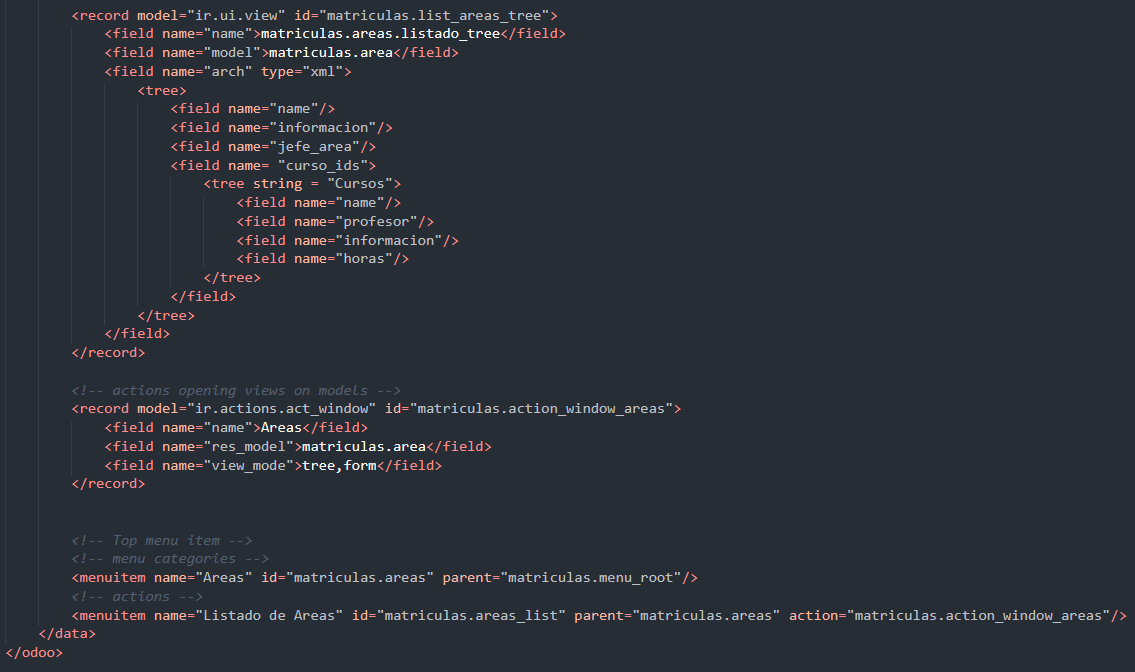 <record model="ir.ui.view" id="matriculas.list_areas_tree">
<field name="name">matriculas.areas.listado_tree</field>
<field name="model">matriculas.area</field>
<field name="arch" type="xml">
<tree>
<field name="name"/>
<field name="informacion"/>
<field name="jefe_area"/>
<field name= "curso_ids">
<tree string = "Cursos">
<field name="name"/>
<field name="profesor"/>
<field name="informacion"/>
<field name="horas"/>
</tree>
</field>
</tree>
</field>
</record>
<!-- actions opening views on models -->
<record model="ir.actions.act_window" id="matriculas.action_window_areas">
<field name="name">Areas</field>
<field name="res_model">matriculas.area</field>
<field name="view_mode">tree,form</field>
</record>
<!-- Top menu item -->
<!-- menu categories -->
<menuitem name="Areas" id="matriculas.areas" parent="matriculas.menu_root"/>
<!-- actions -->
<menuitem name="Listado de Areas" id="matriculas.areas_list" parent="matriculas.areas" action="matriculas.action_window_areas"/>
</data>
</odoo>